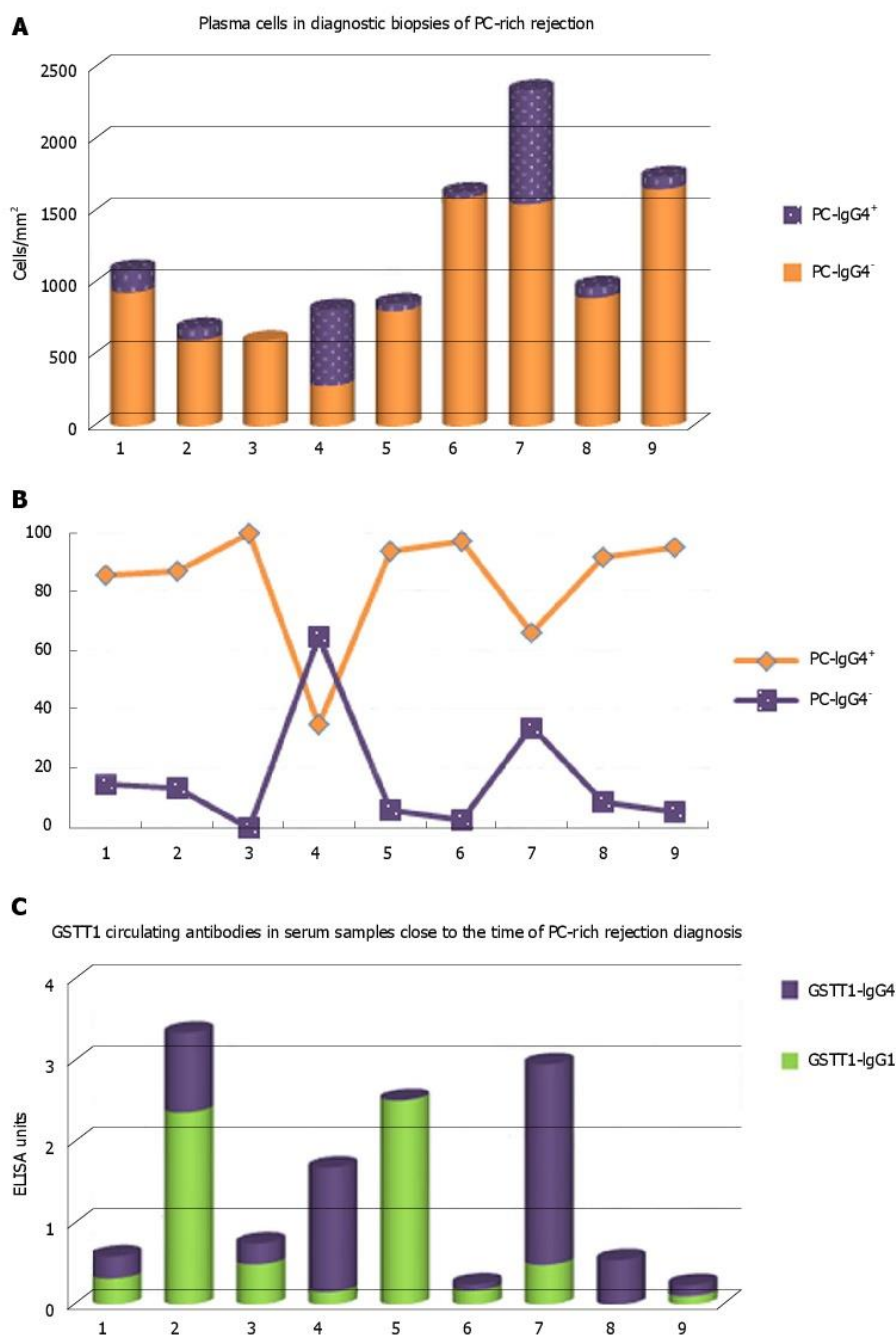 A
Plasma cells in diagnostic biopsies of PC-rich rejection
2500
2000
1500
1000
500
0
Cells/mm²
1 2 3 4 5 6 7 8 9
PC-IgG4⁺
PC-IgG4⁻
B
100
80
60
40
20
0
1 2 3 4 5 6 7 8 9
PC-IgG4⁺
PC-IgG4⁻
C
GSTT1 circulating antibodies in serum samples close to the time of PC-rich rejection diagnosis
4
3
2
1
0
ELISA units
1 2 3 4 5 6 7 8 9
GSTT1-IgG4
GSTT1-IgG1